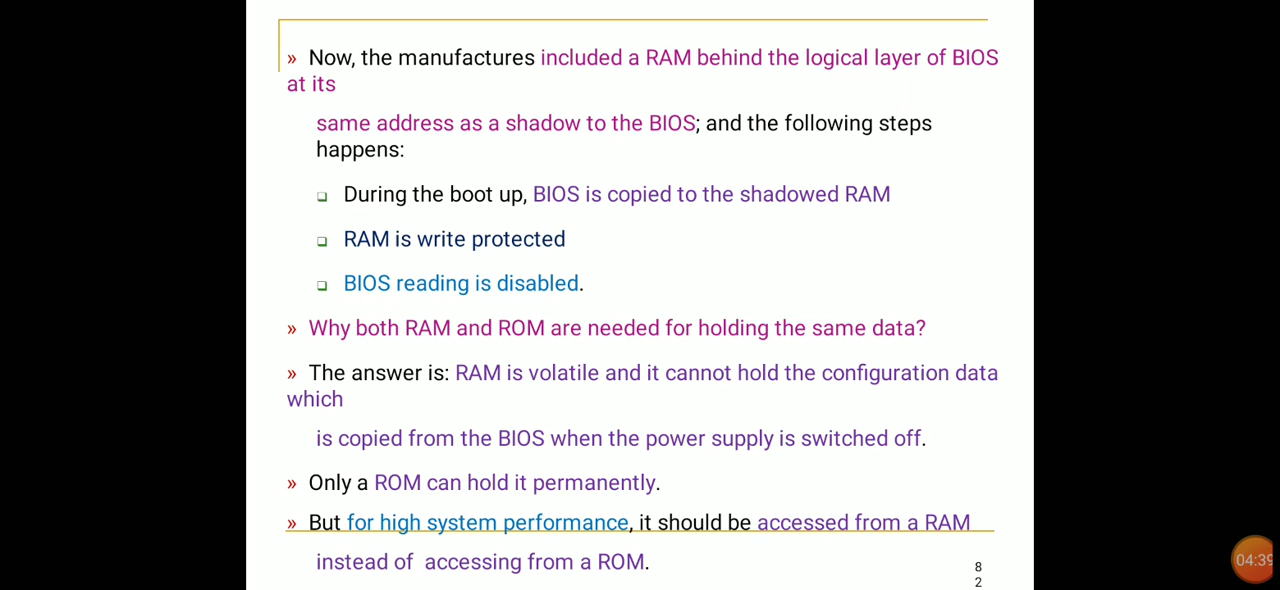 » Now, the manufactures included a RAM behind the logical layer of BIOS
at its
same address as a shadow to the BIOS; and the following steps
happens:
❑ During the boot up, BIOS is copied to the shadowed RAM
❑ RAM is write protected
❑ BIOS reading is disabled.
» Why both RAM and ROM are needed for holding the same data?
» The answer is: RAM is volatile and it cannot hold the configuration data
which
is copied from the BIOS when the power supply is switched off.
» Only a ROM can hold it permanently.
» But for high system performance, it should be accessed from a RAM
instead of  accessing from a ROM.
8
2
04:39